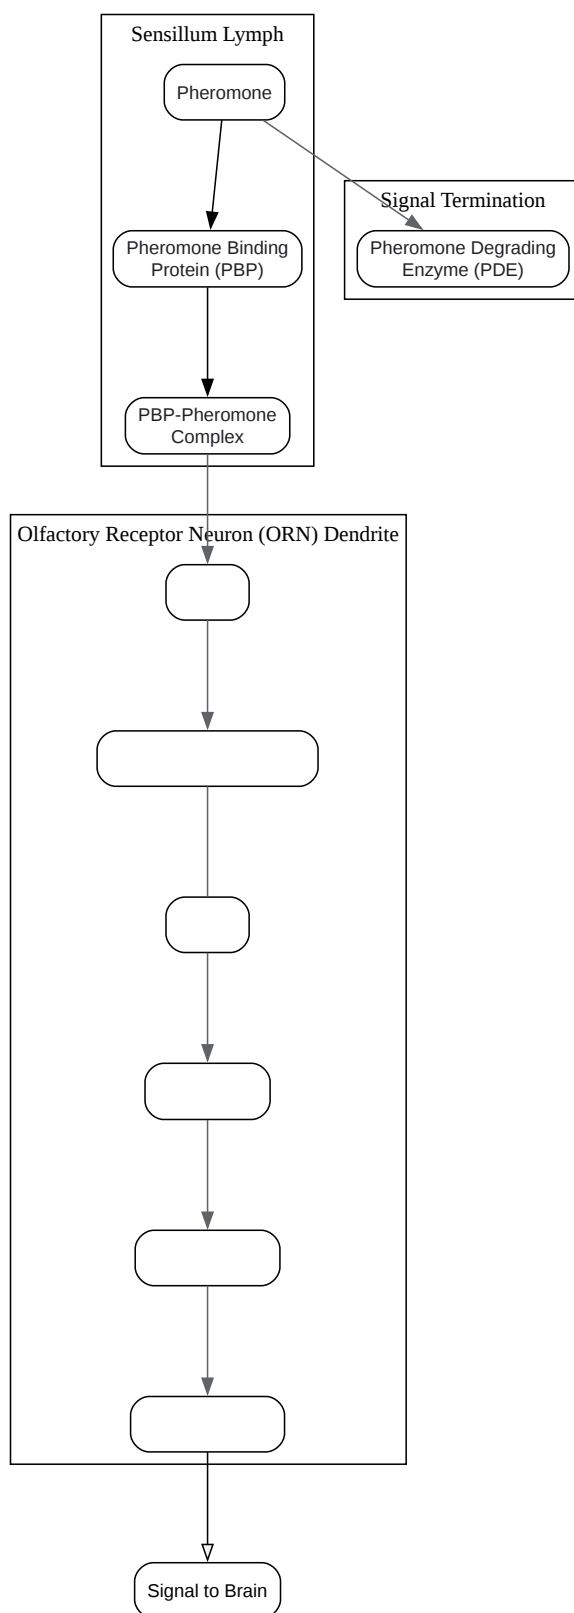 Sensillum Lymph
Pheromone
Signal Termination
Pheromone Binding
Protein (PBP)
Pheromone Degrading
Enzyme (PDE)
PBP-Pheromone
Complex
Olfactory Receptor Neuron (ORN) Dendrite
Signal to Brain